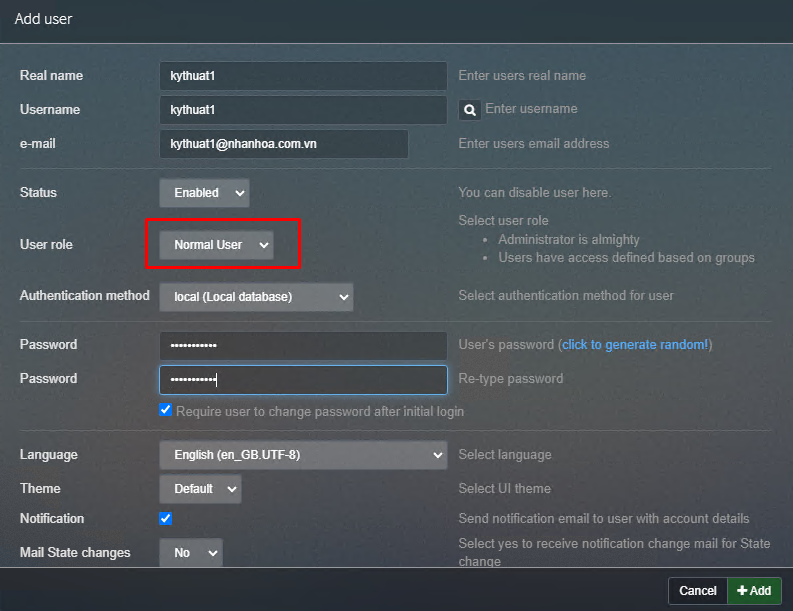 Add user
Real name kythuat1 Enter users real name
Username kythuat1 Enter username
e-mail kythuat1@nhanhoa.com.vn Enter users email address
Status Enabled You can disable user here.
Select user role
• Administrator is almighty
User role Normal User
• Users have access defined based on groups
Authentication method local (Local database) Select authentication method for user
Password ••••••••••• User's password (click to generate random!)
Password ••••••••••• Re-type password
Require user to change password after initial login
Language English (en_GB.UTF-8) Select language
Theme Default Select UI theme
Notification Send notification email to user with account details
Mail State changes No Select yes to receive notification change mail for State
change
Cancel + Add